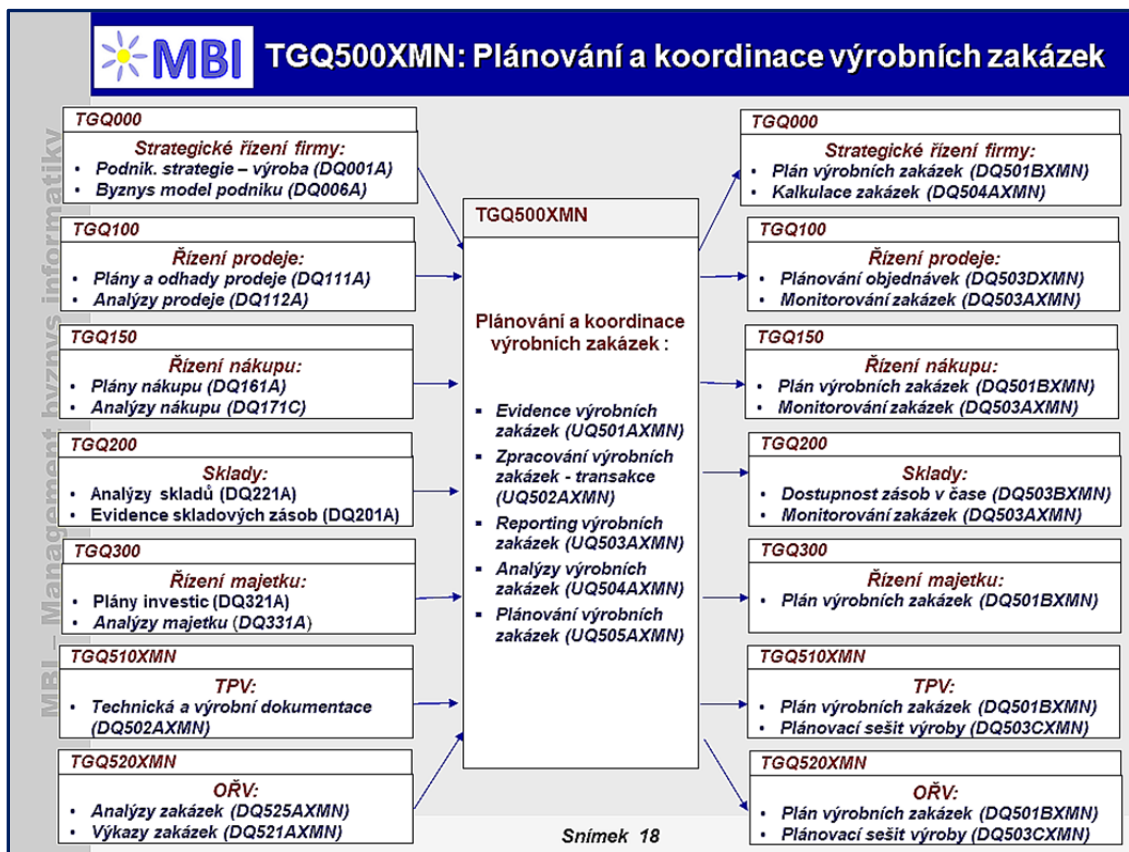 MBI
TGQ500XMN: Plánování a koordinace výrobních zakázek
MBI – Management byznys informatiky
TGQ000
Strategické řízení firmy:
• Podnik. strategie – výroba (DQ001A)
• Byznys model podniku (DQ006A)
TGQ100
Řízení prodeje:
• Plány a odhady prodeje (DQ111A)
• Analýzy prodeje (DQ112A)
TGQ150
Řízení nákupu:
• Plány nákupu (DQ161A)
• Analýzy nákupu (DQ171C)
TGQ200
Sklady:
• Analýzy skladů (DQ221A)
• Evidence skladových zásob (DQ201A)
TGQ300
Řízení majetku:
• Plány investic (DQ321A)
• Analýzy majetku (DQ331A)
TGQ510XMN
TPV:
• Technická a výrobní dokumentace
(DQ502AXMN)
TGQ520XMN
OŘV:
• Analýzy zakázek (DQ525AXMN)
• Výkazy zakázek (DQ521AXMN)
TGQ500XMN
Plánování a koordinace
výrobních zakázek :
▪ Evidence výrobních
zakázek (UQ501AXMN)
▪ Zpracování výrobních
zakázek - transakce
(UQ502AXMN)
▪ Reporting výrobních
zakázek (UQ503AXMN)
▪ Analýzy výrobních
zakázek (UQ504AXMN)
▪ Plánování výrobních
zakázek (UQ505AXMN)
TGQ000
Strategické řízení firmy:
• Plán výrobních zakázek (DQ501BXMN)
• Kalkulace zakázek (DQ504AXMN)
TGQ100
Řízení prodeje:
• Plánování objednávek (DQ503DXMN)
• Monitorování zakázek (DQ503AXMN)
TGQ150
Řízení nákupu:
• Plán výrobních zakázek (DQ501BXMN)
• Monitorování zakázek (DQ503AXMN)
TGQ200
Sklady:
• Dostupnost zásob v čase (DQ503BXMN)
• Monitorování zakázek (DQ503AXMN)
TGQ300
Řízení majetku:
• Plán výrobních zakázek (DQ501BXMN)
TGQ510XMN
TPV:
• Plán výrobních zakázek (DQ501BXMN)
• Plánovací sešit výroby (DQ503CXMN)
TGQ520XMN
OŘV:
• Plán výrobních zakázek (DQ501BXMN)
• Plánovací sešit výroby (DQ503CXMN)
Snímek 18